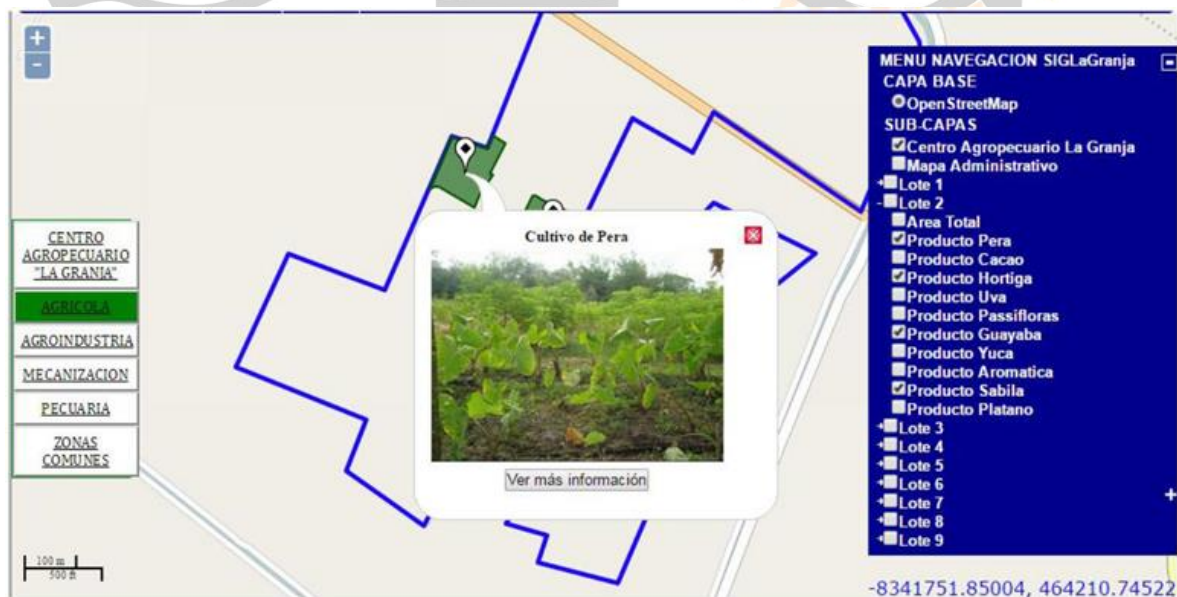 +
-
MENU NAVEGACION SIGLaGranja
CAPA BASE
OpenStreetMap
SUB-CAPAS
Centro Agropecuario La Granja
Mapa Administrativo
+Lote 1
-Lote 2
Area Total
Producto Pera
Producto Cacao
Producto Hortiga
Producto Uva
Producto Passifloras
Producto Guayaba
Producto Yuca
Producto Aromatica
Producto Sabila
Producto Platano
+Lote 3
+Lote 4
+Lote 5
+Lote 6
+Lote 7
+Lote 8
+Lote 9
+
CENTRO
AGROPECUARIO
"LA GRANJA"
AGRICOLA
AGROINDUSTRIA
MECANIZACION
PECUARIA
ZONAS
COMUNES
Cultivo de Pera
Ver más información
100 m
500 ft
-8341751.85004, 464210.74522